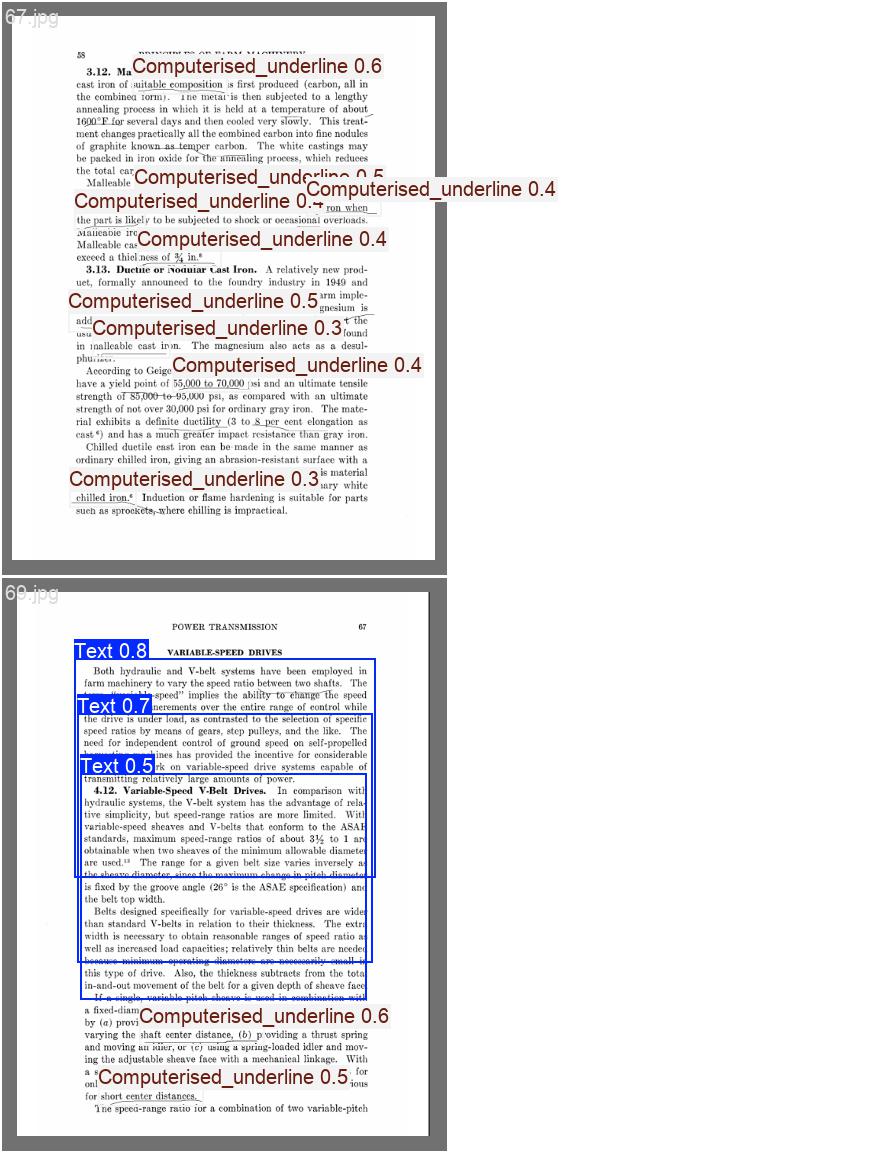 67.jpg
58 PRINCIPLES OF FARM MACHINERY
Computerised_underline 0.6
3.12. Ma
cast iron of suitable composition is first produced (carbon, all in
the combined form). The metal is then subjected to a lengthy
annealing process in which it is held at a temperature of about
1600°F for several days and then cooled very slowly. This treat-
ment changes practically all the combined carbon into fine nodules
of graphite known as temper carbon. The white castings may
be packed in iron oxide for the annealing process, which reduces
the total car
Computerised_underline 0.5
Malleable
Computerised_underline 0.4
Computerised_underline 0.4
iron when
the part is likely to be subjected to shock or occasional overloads.
Malleable iro
Computerised_underline 0.4
Malleable cas
exceed a thickness of ¾ in.⁶
3.13. Ductile or Nodular Cast Iron. A relatively new prod-
uct, formally announced to the foundry industry in 1949 and
Computerised_underline 0.5
arm imple-
gnesium is
add
t the
Computerised_underline 0.3
usu
found
in malleable cast iron. The magnesium also acts as a desul-
phurizer.
Computerised_underline 0.4
According to Geige
have a yield point of 55,000 to 70,000 psi and an ultimate tensile
strength of 85,000 to 95,000 psi, as compared with an ultimate
strength of not over 30,000 psi for ordinary gray iron. The mate-
rial exhibits a definite ductility (3 to 8 per cent elongation as
cast⁶) and has a much greater impact resistance than gray iron.
Chilled ductile cast iron can be made in the same manner as
ordinary chilled iron, giving an abrasion-resistant surface with a
Computerised_underline 0.3
is material
nary white
chilled iron.⁶ Induction or flame hardening is suitable for parts
such as sprockets, where chilling is impractical.
69.jpg
POWER TRANSMISSION 67
Text 0.8
VARIABLE-SPEED DRIVES
Both hydraulic and V-belt systems have been employed in
farm machinery to vary the speed ratio between two shafts. The
term "variable-speed" implies the ability to change the speed
Text 0.7
ncrements over the entire range of control while
the drive is under load, as contrasted to the selection of specific
speed ratios by means of gears, step pulleys, and the like. The
need for independent control of ground speed on self-propelled
harvesting machines has provided the incentive for considerable
Text 0.5
rk on variable-speed drive systems capable of
transmitting relatively large amounts of power.
4.12. Variable-Speed V-Belt Drives. In comparison with
hydraulic systems, the V-belt system has the advantage of rela-
tive simplicity, but speed-range ratios are more limited. With
variable-speed sheaves and V-belts that conform to the ASAE
standards, maximum speed-range ratios of about 3½ to 1 are
obtainable when two sheaves of the minimum allowable diameter
are used.¹³ The range for a given belt size varies inversely as
the sheave diameter, since the maximum change in pitch diameter
is fixed by the groove angle (26° is the ASAE specification) and
the belt top width.
Belts designed specifically for variable-speed drives are wider
than standard V-belts in relation to their thickness. The extra
width is necessary to obtain reasonable ranges of speed ratio as
well as increased load capacities; relatively thin belts are needed
because minimum operating diameters are necessarily small in
this type of drive. Also, the thickness subtracts from the total
in-and-out movement of the belt for a given depth of sheave face.
If a single, variable-pitch sheave is used in combination with
a fixed-diam
Computerised_underline 0.6
by (a) provi
varying the shaft center distance, (b) providing a thrust spring
and moving an idler, or (c) using a spring-loaded idler and mov-
ing the adjustable sheave face with a mechanical linkage. With
a s
for
Computerised_underline 0.5
onl
ious
for short center distances.
The speed-range ratio for a combination of two variable-pitch